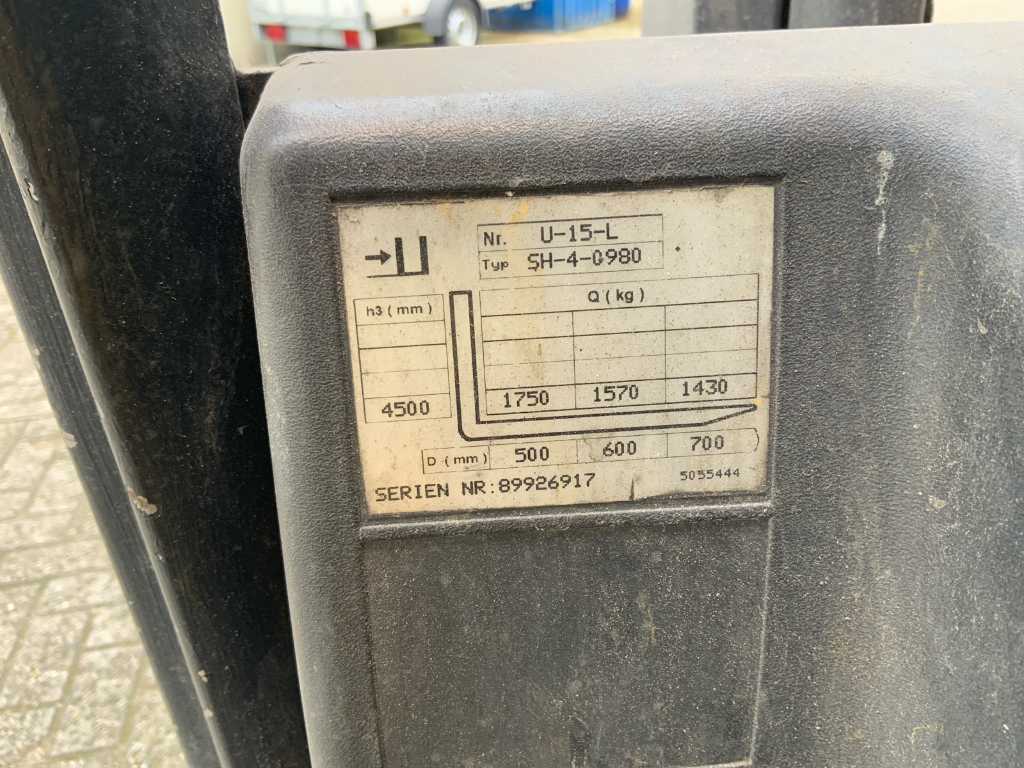 Nr. U-15-L
Typ SH-4-0980
h3 (mm) Q (kg)
4500 1750 1570 1430
D (mm) 500 600 700
SERIEN NR:89926917 5055444